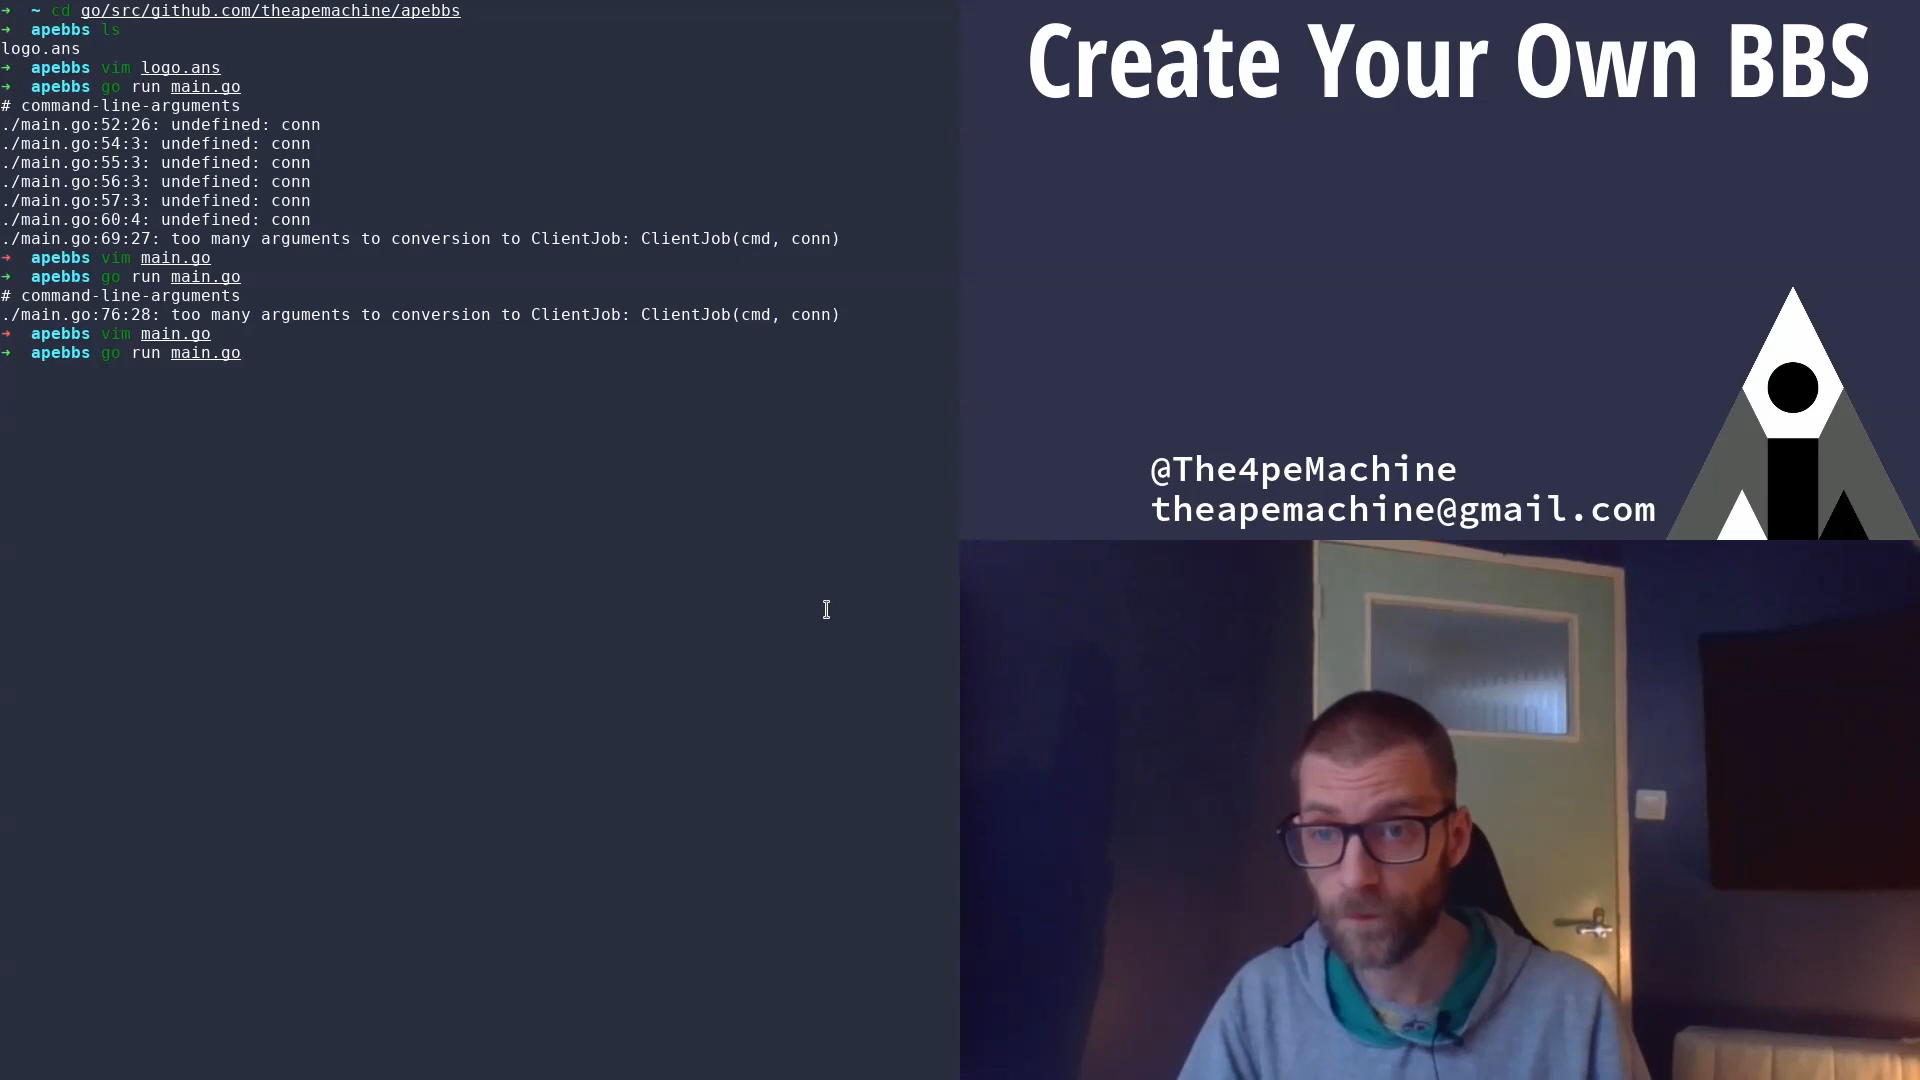 ➜ ~ cd go/src/github.com/theapemachine/apebbs
➜ apebbs ls
logo.ans
➜ apebbs vim logo.ans
➜ apebbs go run main.go
# command-line-arguments
./main.go:52:26: undefined: conn
./main.go:54:3: undefined: conn
./main.go:55:3: undefined: conn
./main.go:56:3: undefined: conn
./main.go:57:3: undefined: conn
./main.go:60:4: undefined: conn
./main.go:69:27: too many arguments to conversion to ClientJob: ClientJob(cmd, conn)
➜ apebbs vim main.go
➜ apebbs go run main.go
# command-line-arguments
./main.go:76:28: too many arguments to conversion to ClientJob: ClientJob(cmd, conn)
➜ apebbs vim main.go
➜ apebbs go run main.go
Create Your Own BBS
@The4peMachine
theapemachine@gmail.com